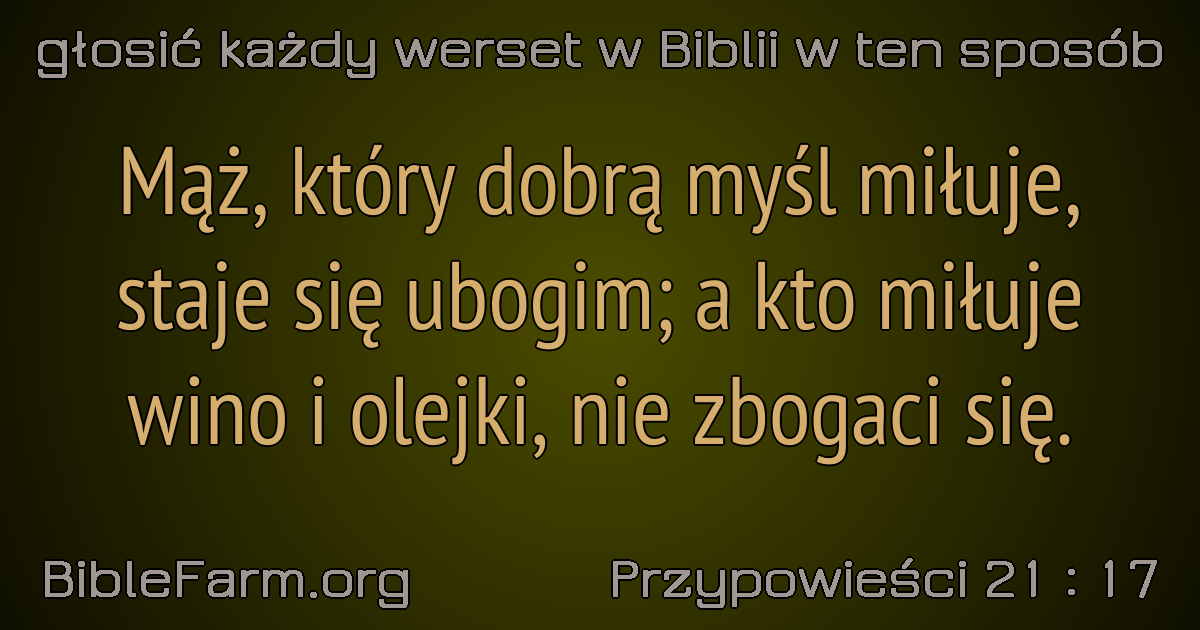 głosić każdy werset w Biblii w ten sposób
Mąż, który dobrą myśl miłuje,
staje się ubogim; a kto miłuje
wino i olejki, nie zbogaci się.
BibleFarm.org
Przypowieści 21 : 17